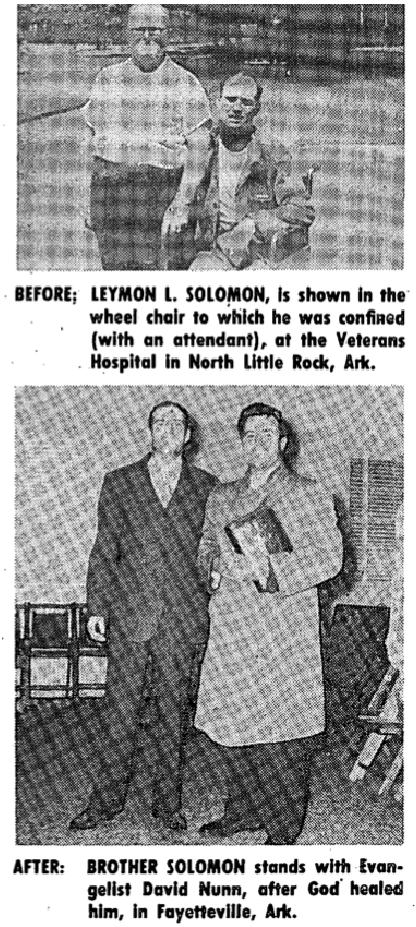 BEFORE; LEYMON L. SOLOMON, is shown in the
wheel chair to which he was confined
(with an attendant), at the Veterans
Hospital in North Little Rock, Ark.
AFTER: BROTHER SOLOMON stands with Evan-
gelist David Nunn, after God healed
him, in Fayetteville, Ark.